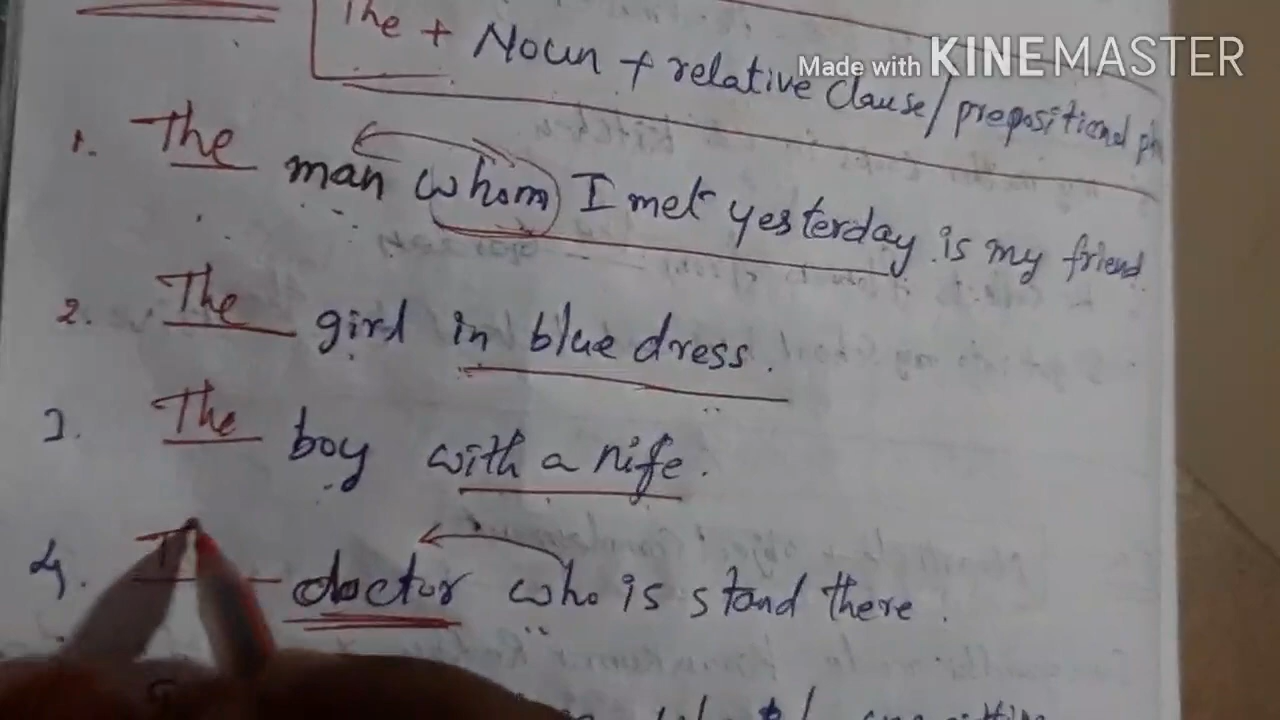 The + Noun + relative clause / prepositional
Made with KINEMASTER
1. The man whom I met yesterday is my friend
2. The girl in blue dress.
3. The boy with a nife.
4. T doctor who is stand there.